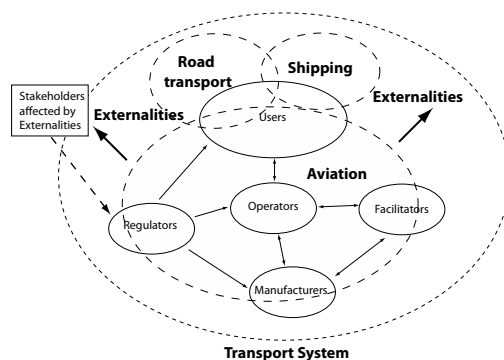 Road
transport
Shipping
Stakeholders
affected by
Externalities
Externalities
Externalities
Users
Aviation
Operators
Facilitators
Regulators
Manufacturers
Transport System